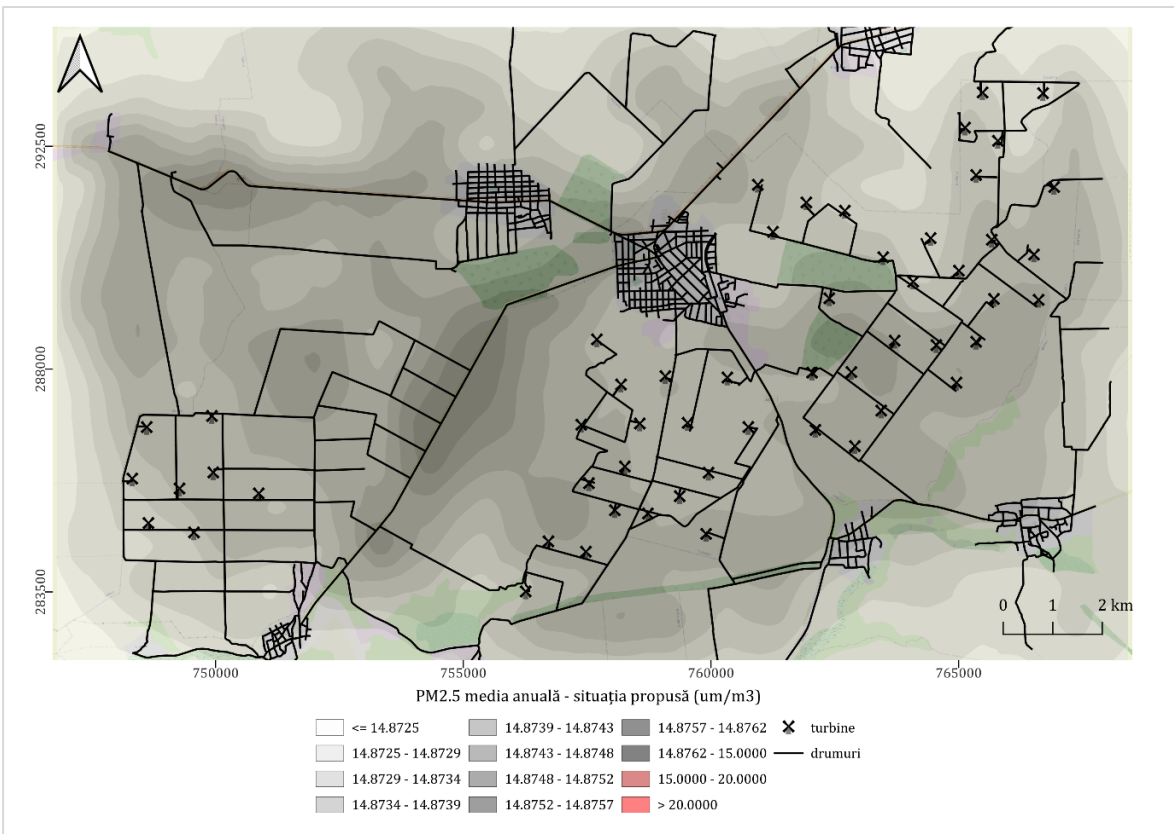 292500
288000
283500
0 1 2 km
750000 755000 760000 765000
PM2.5 media anuală - situația propusă (um/m3)
<= 14.8725 14.8739 - 14.8743 14.8757 - 14.8762 turbine
14.8725 - 14.8729 14.8743 - 14.8748 14.8762 - 15.0000 drumuri
14.8729 - 14.8734 14.8748 - 14.8752 15.0000 - 20.0000
14.8734 - 14.8739 14.8752 - 14.8757 > 20.0000